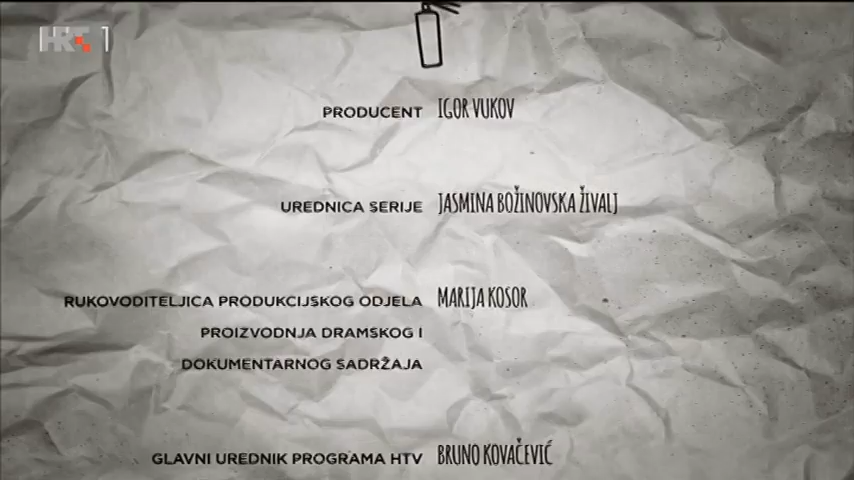 HRT 1
PRODUCENT IGOR VUKOV
UREDNICA SERIJE JASMINA BOŽINOVSKA ŽIVALJ
RUKOVODITELJICA PRODUKCIJSKOG ODJELA MARIJA KOSOR
PROIZVODNJA DRAMSKOG I
DOKUMENTARNOG SADRŽAJA
GLAVNI UREDNIK PROGRAMA HTV BRUNO KOVAČEVIĆ